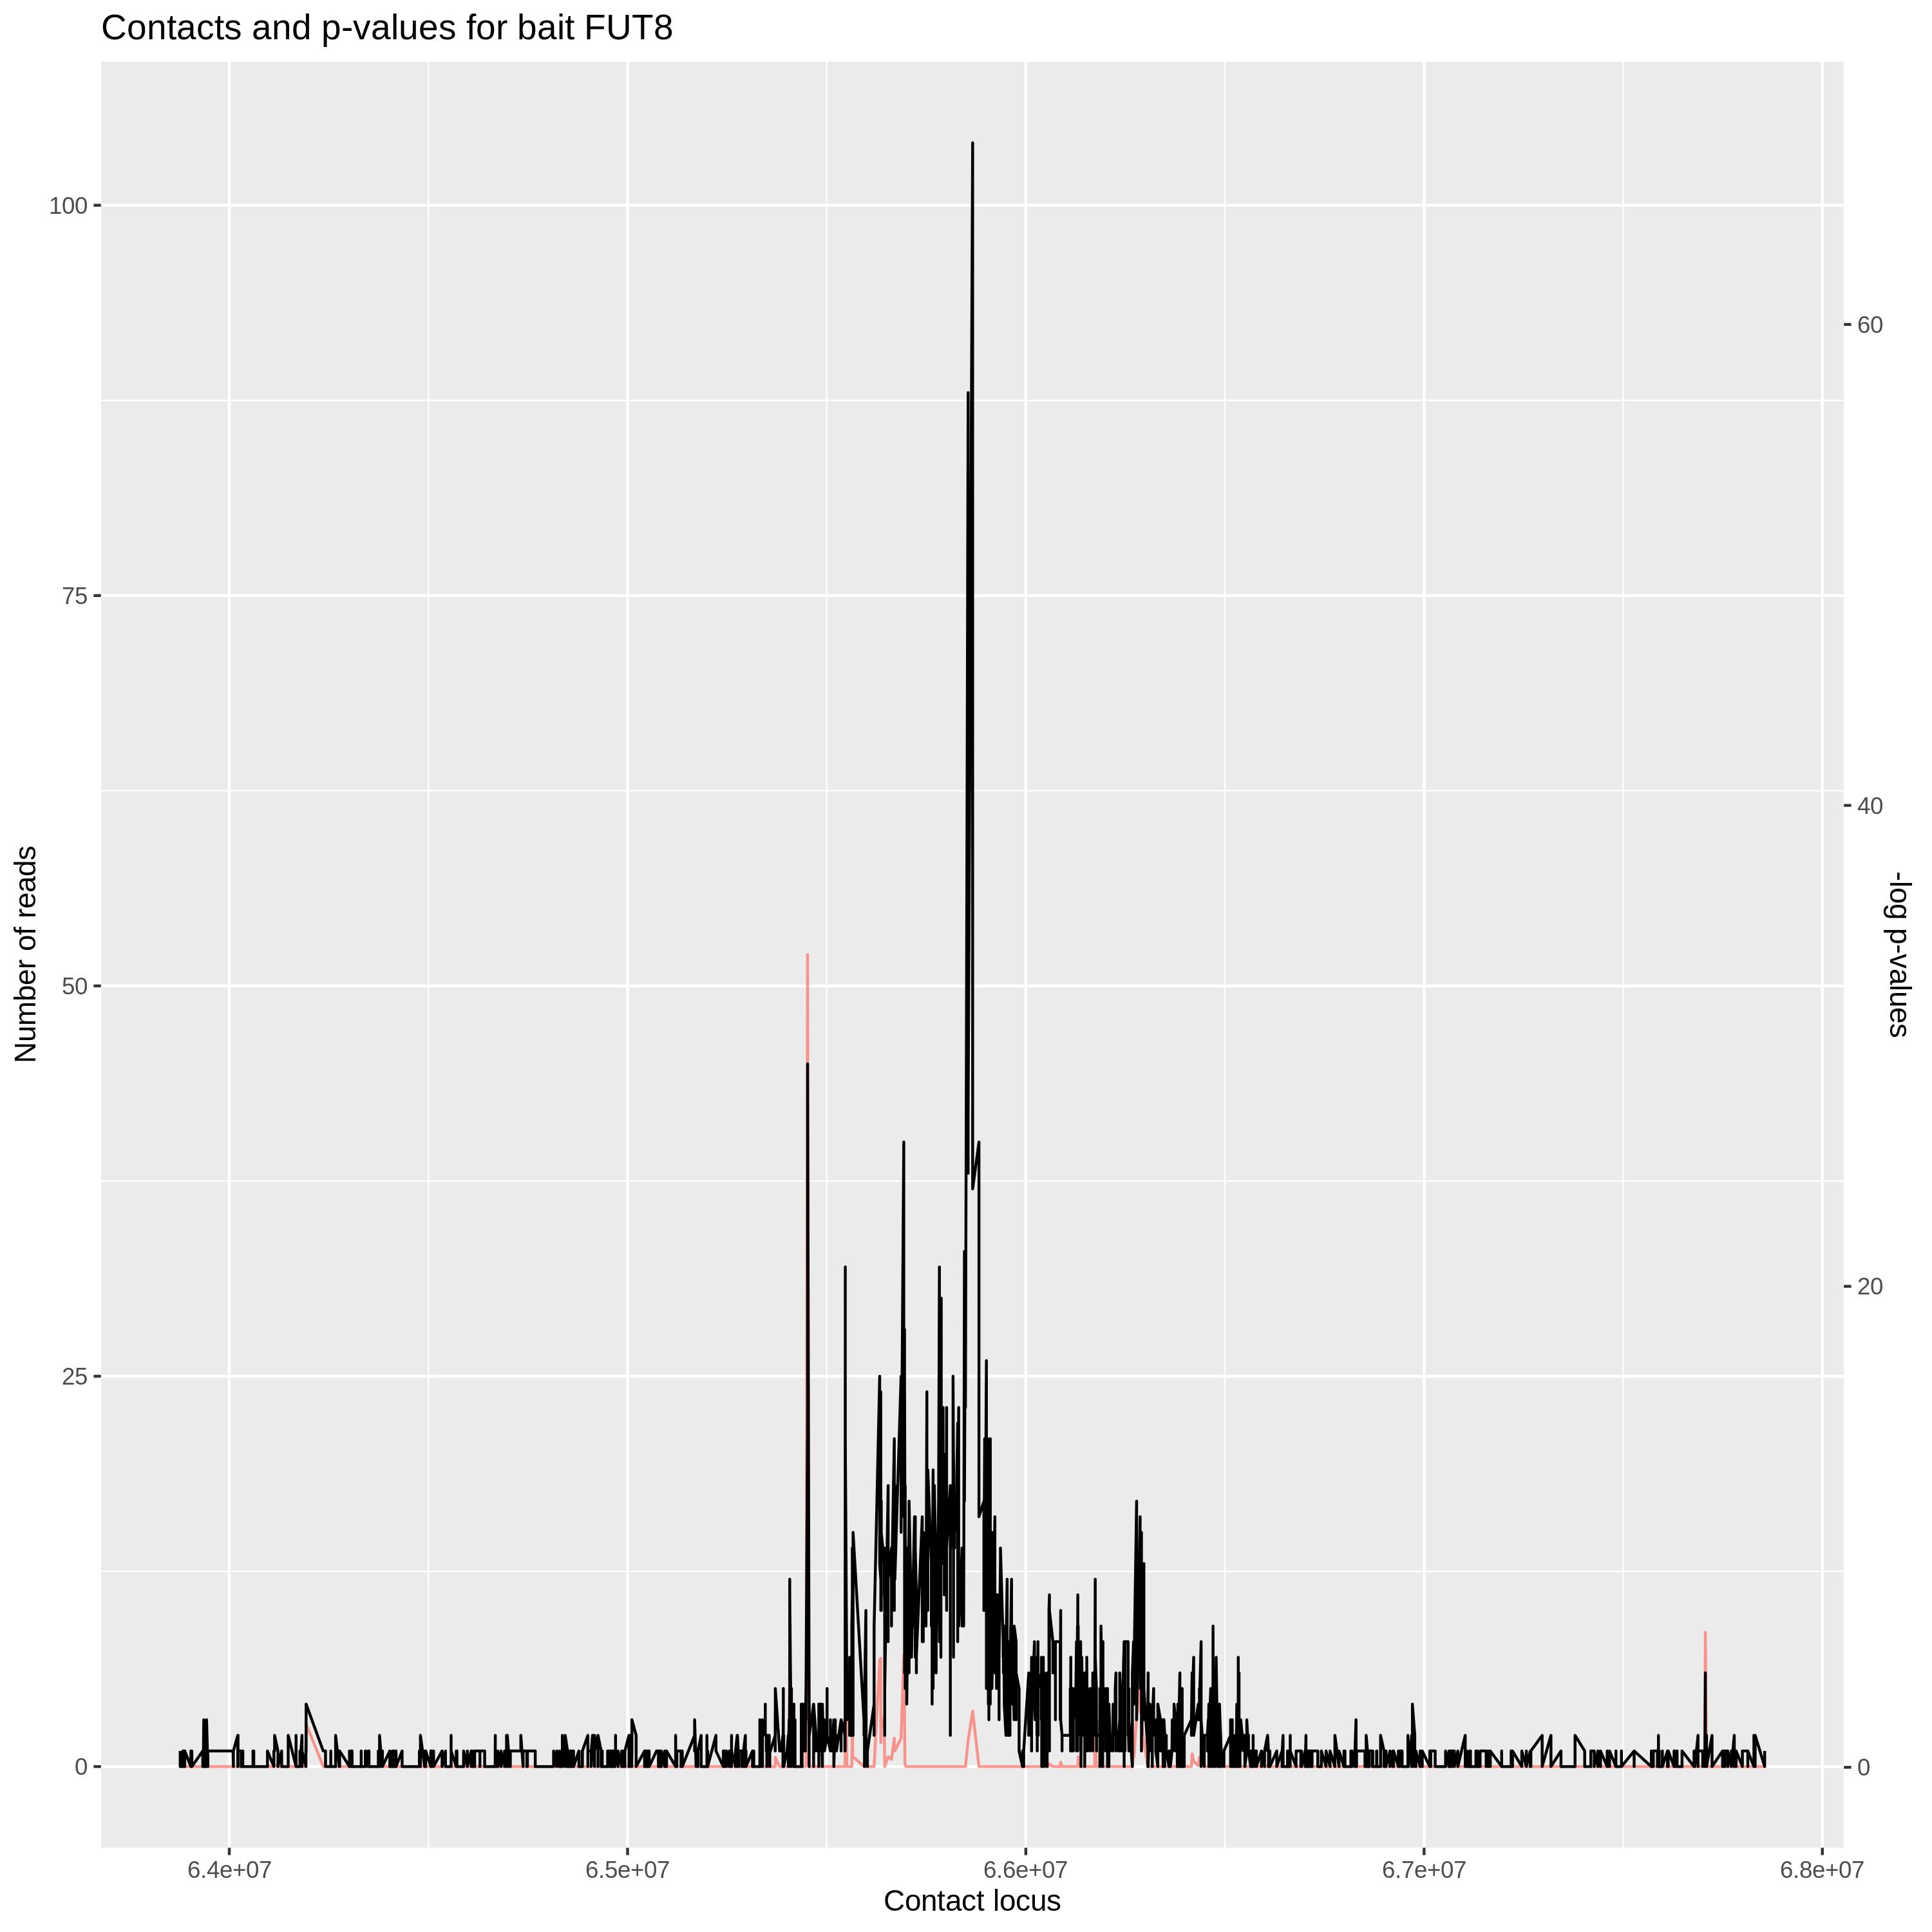 Contacts and p-values for bait FUT8
100
75
50
25
0
Number of reads
60
40
20
0
-log p-values
6.4e+07 6.5e+07 6.6e+07 6.7e+07 6.8e+07
Contact locus